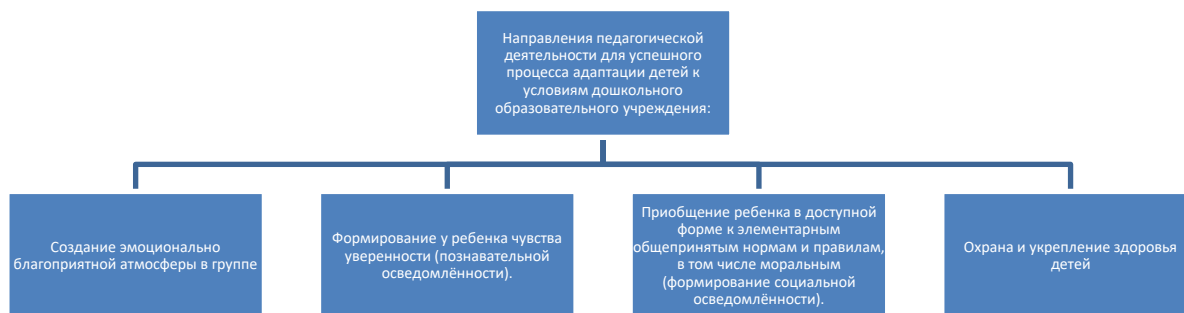 Направления педагогической
деятельности для успешного
процесса адаптации детей к
условиям дошкольного
образовательного учреждения:
Создание эмоционально
благоприятной атмосферы в группе
Формирование у ребенка чувства
уверенности (познавательной
осведомлённости).
Приобщение ребенка в доступной
форме к элементарным
общепринятым нормам и правилам,
в том числе моральным
(формирование социальной
осведомлённости).
Охрана и укрепление здоровья
детей